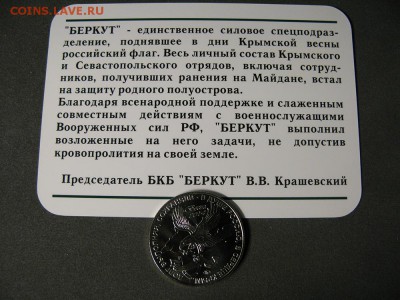 COINS.LAVE.RU
"БЕРКУТ" - единственное силовое спецподраз-
деление, поднявшее в дни Крымской весны
российский флаг. Весь личный состав Крымского
и Севастопольского отрядов, включая сотруд-
ников, получивших ранения на Майдане, встал
на защиту родного полуострова.
Благодаря всенародной поддержке и слаженным
совместным действиям с военнослужащими
Вооруженных сил РФ, "БЕРКУТ" выполнил
возложенные на него задачи, не допустив
кровопролития на своей земле.
Председатель БКБ "БЕРКУТ" В.В. Крашевский